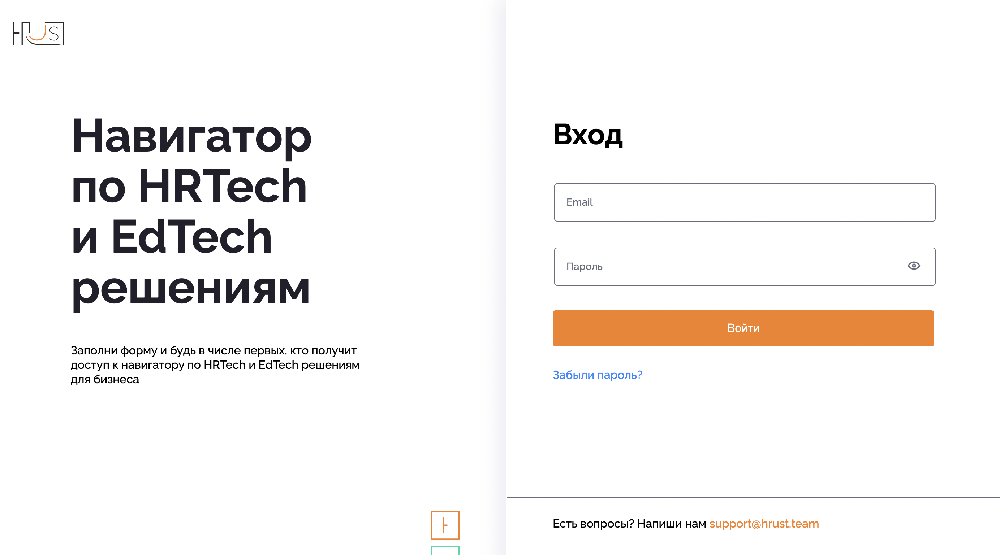 HRUST
Навигатор
по HRTech
и EdTech
решениям
Заполни форму и будь в числе первых, кто получит
доступ к навигатору по HRTech и EdTech решениям
для бизнеса
Вход
Email
Пароль
Войти
Забыли пароль?
Есть вопросы? Напиши нам support@hrust.team